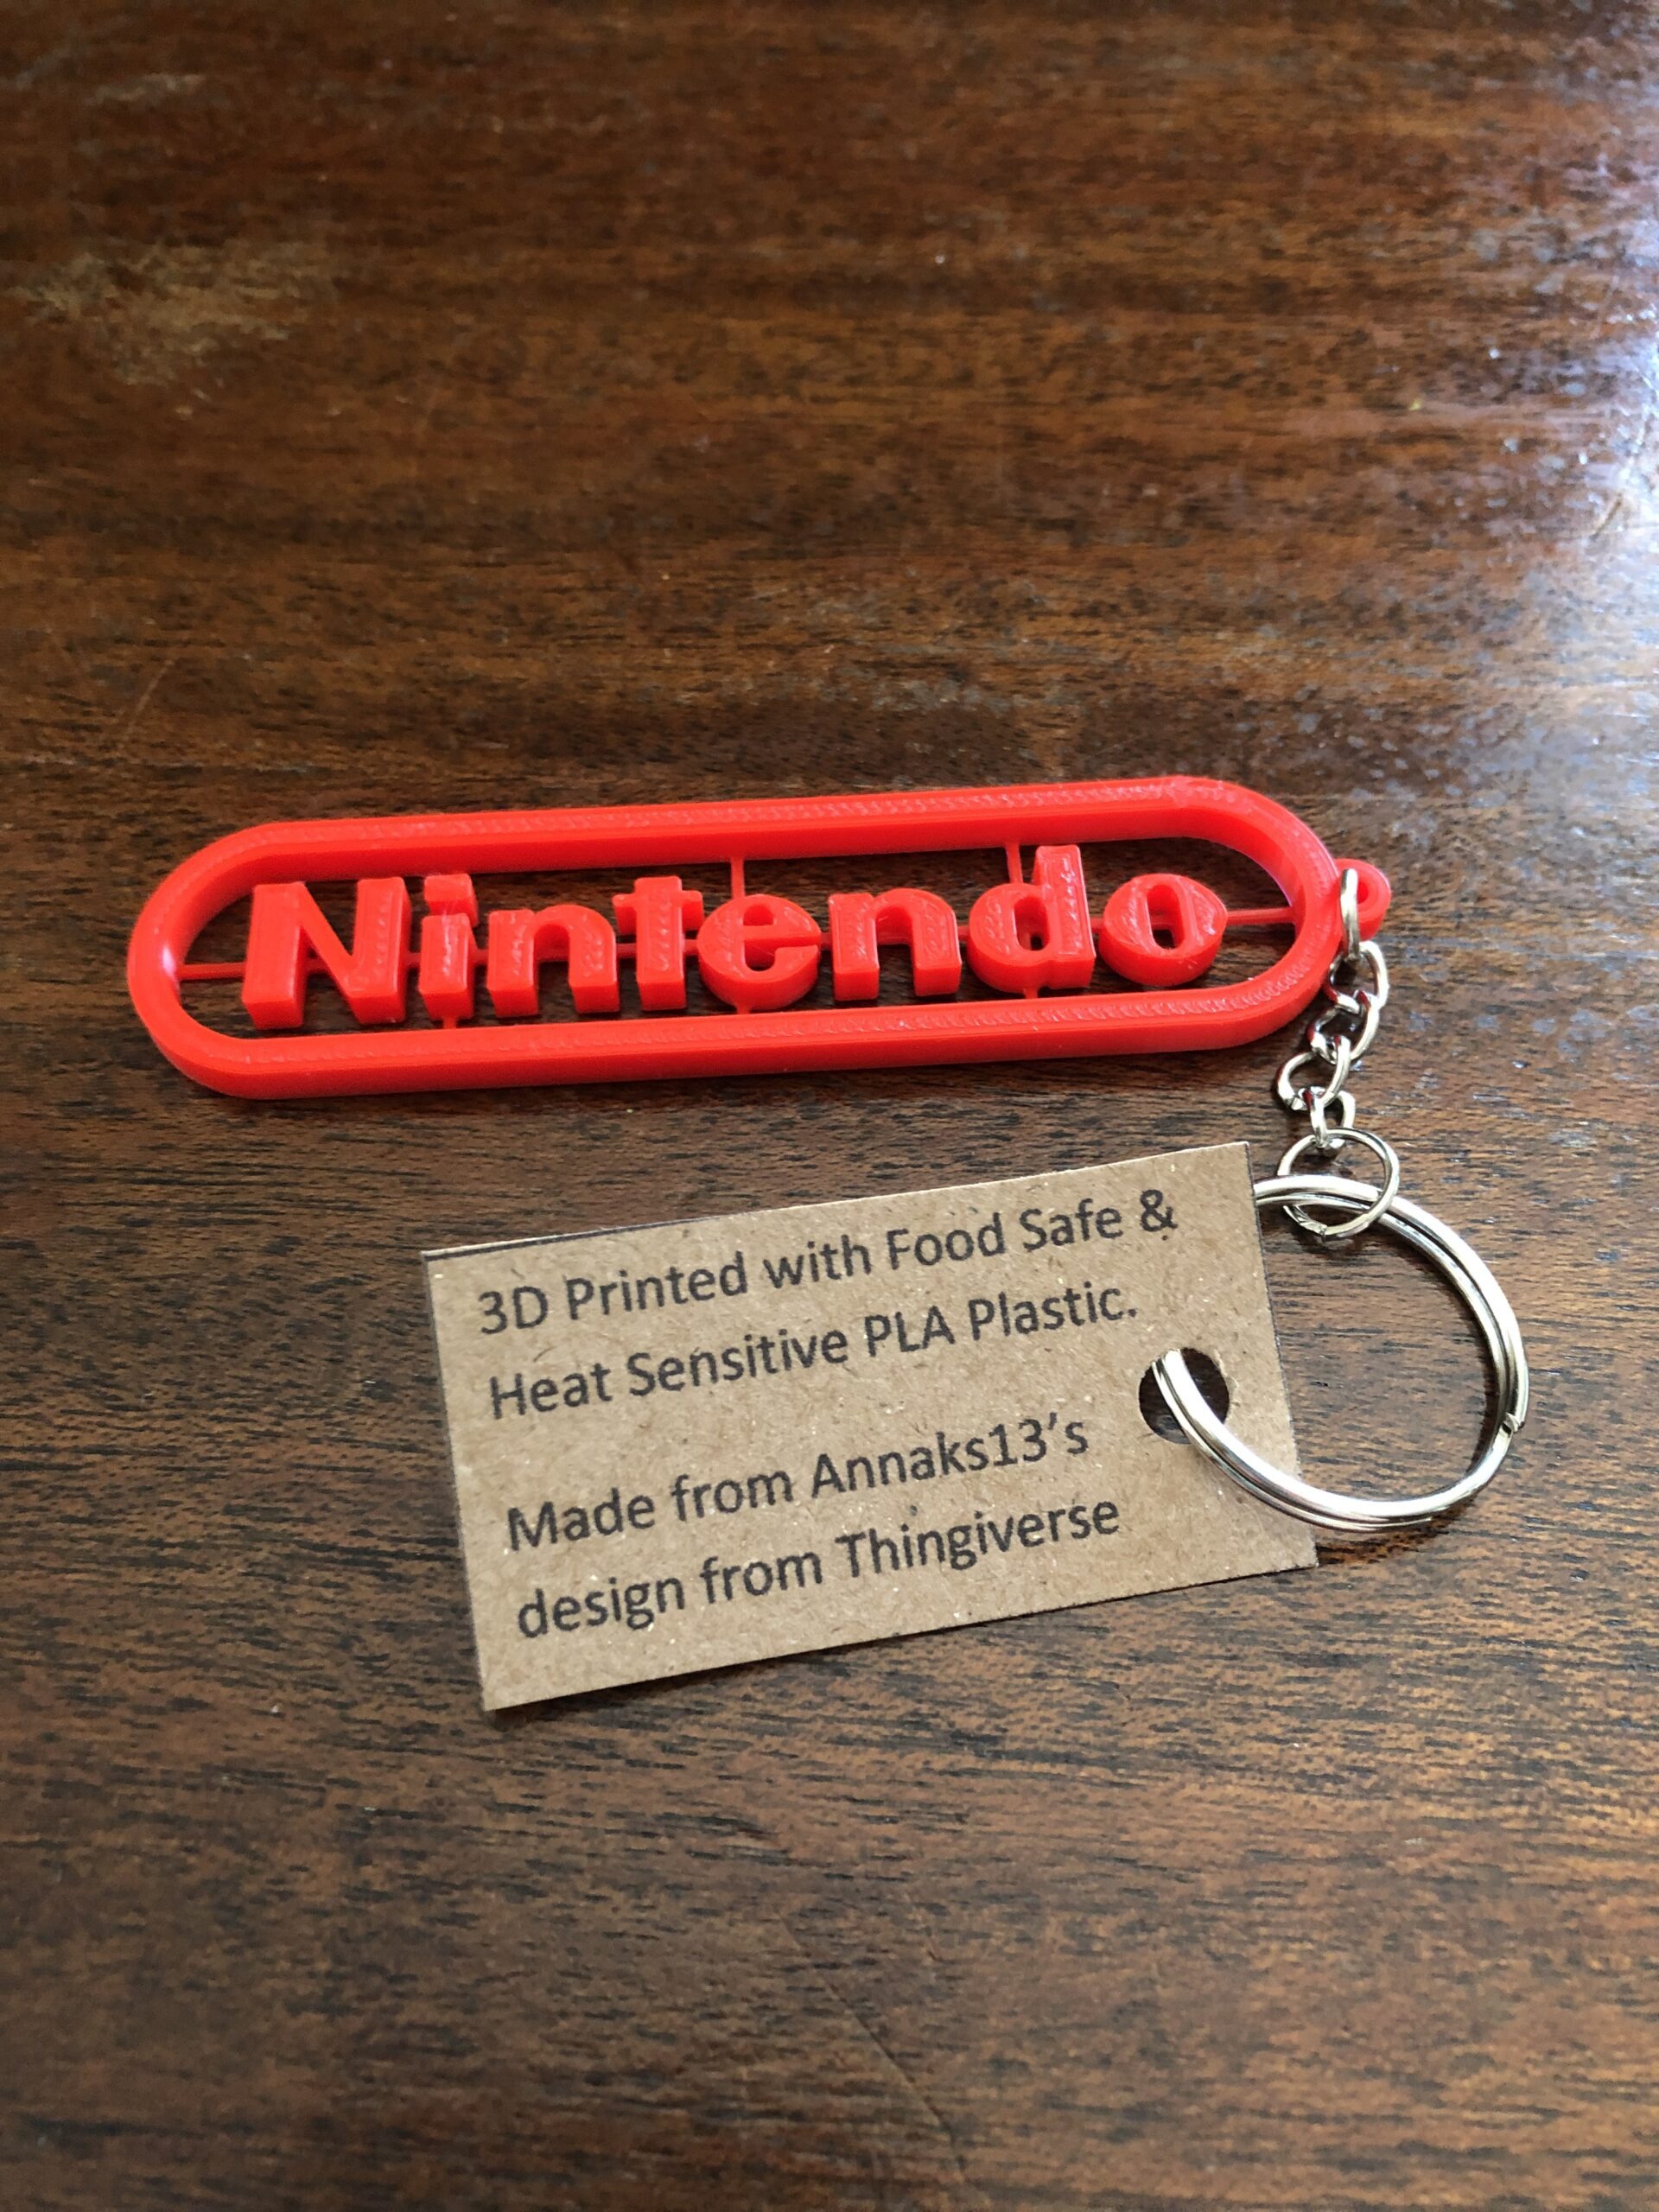 Nintendo
3D Printed with Food Safe &
Heat Sensitive PLA Plastic.
Made from Annaks13’s
design from Thingiverse